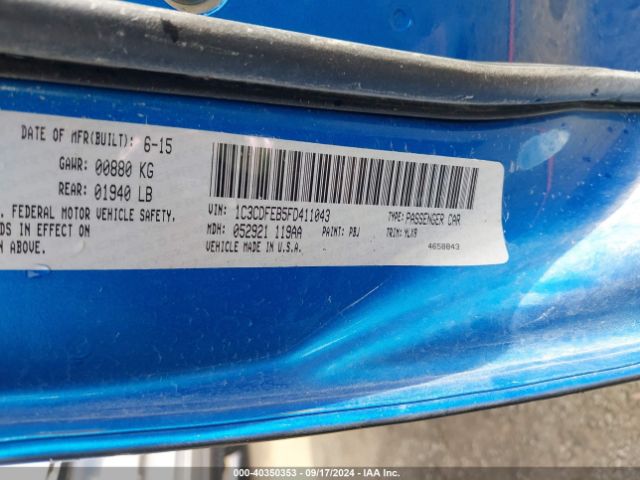 DATE OF MFR(BUILT): 6-15
GAWR: 00880 KG
REAR: 01940 LB
FEDERAL MOTOR VEHICLE SAFETY.
DS IN EFFECT ON
N ABOVE.
VIN: 1C3CDFEB5FD411043
TYPE: PASSENGER CAR
MDH: 052921 119AA
PAINT: PBJ
TRIM: MLX9
VEHICLE MADE IN U.S.A.
4658843
000-40350353 - 09/17/2024 - IAA Inc.